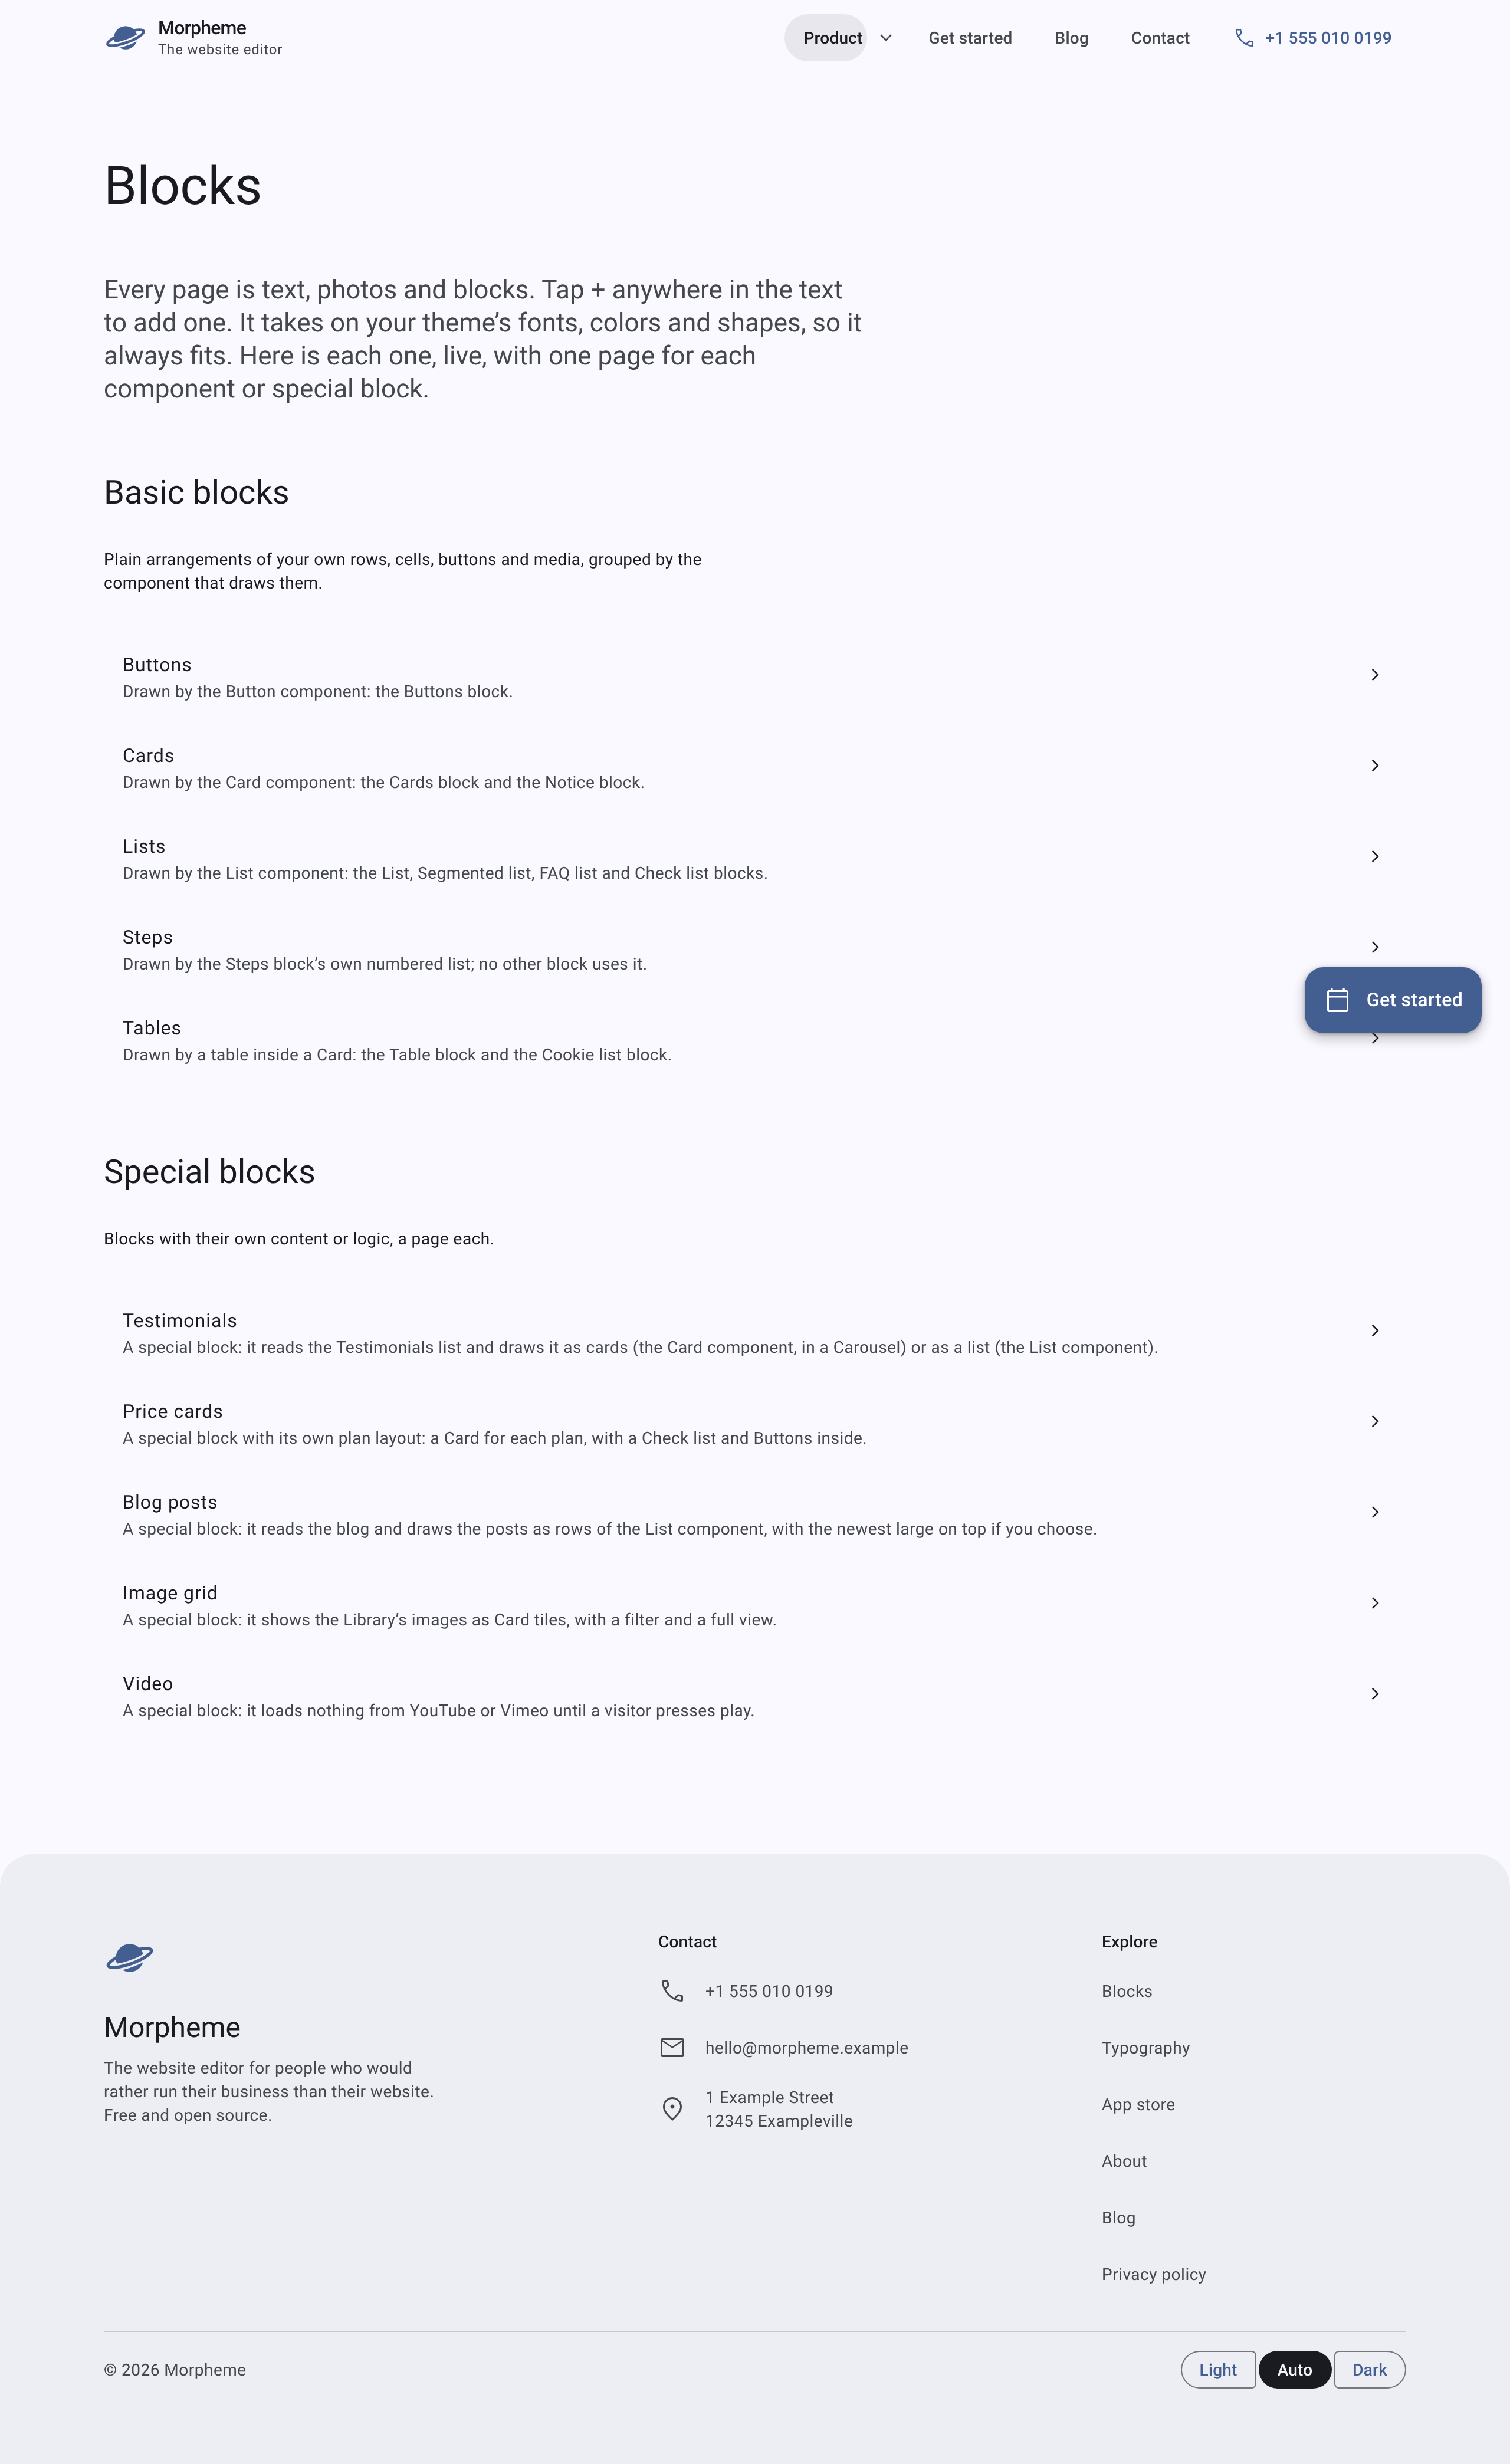 Morpheme
The website editor
Product
Get started
Blog
Contact
+1 555 010 0199
Blocks
Every page is text, photos and blocks. Tap + anywhere in the text
to add one. It takes on your theme’s fonts, colors and shapes, so it
always fits. Here is each one, live, with one page for each
component or special block.
Basic blocks
Plain arrangements of your own rows, cells, buttons and media, grouped by the
component that draws them.
Buttons
Drawn by the Button component: the Buttons block.
Cards
Drawn by the Card component: the Cards block and the Notice block.
Lists
Drawn by the List component: the List, Segmented list, FAQ list and Check list blocks.
Steps
Drawn by the Steps block’s own numbered list; no other block uses it.
Get started
Tables
Drawn by a table inside a Card: the Table block and the Cookie list block.
Special blocks
Blocks with their own content or logic, a page each.
Testimonials
A special block: it reads the Testimonials list and draws it as cards (the Card component, in a Carousel) or as a list (the List component).
Price cards
A special block with its own plan layout: a Card for each plan, with a Check list and Buttons inside.
Blog posts
A special block: it reads the blog and draws the posts as rows of the List component, with the newest large on top if you choose.
Image grid
A special block: it shows the Library’s images as Card tiles, with a filter and a full view.
Video
A special block: it loads nothing from YouTube or Vimeo until a visitor presses play.
Morpheme
The website editor for people who would
rather run their business than their website.
Free and open source.
Contact
+1 555 010 0199
hello@morpheme.example
1 Example Street
12345 Exampleville
Explore
Blocks
Typography
App store
About
Blog
Privacy policy
© 2026 Morpheme
Light
Auto
Dark